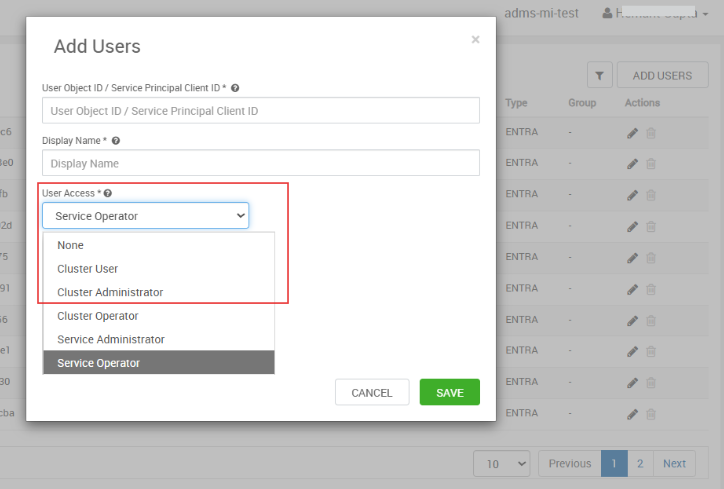 adms-mi-test
Add Users
×
ADD USERS
User Object ID / Service Principal Client ID *
Type Group Actions
User Object ID / Service Principal Client ID
c6 ENTRA -
Display Name *
Display Name
8e0 ENTRA -
User Access *
fb ENTRA -
Service Operator
02d ENTRA -
None
75 ENTRA -
Cluster User
Cluster Administrator
91 ENTRA -
Cluster Operator
56 ENTRA -
Service Administrator
e1 ENTRA -
Service Operator
30 ENTRA -
CANCEL SAVE
cba ENTRA -
10 Previous 1 2 Next